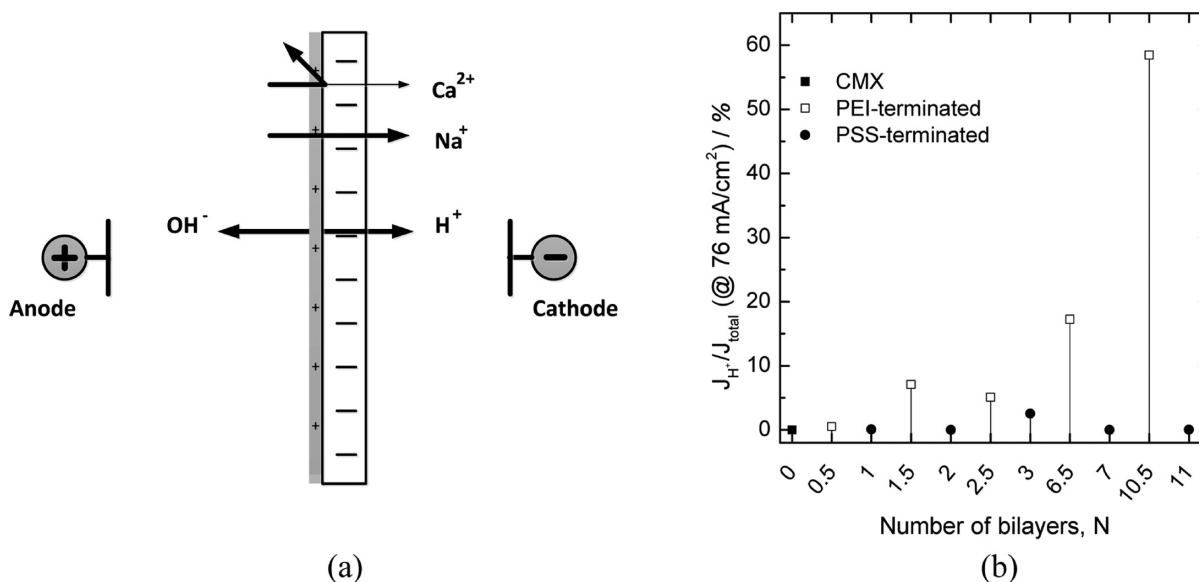 Ca2+
Na+
OH-
H+
+
−
Anode
Cathode
(a)
J_H+/J_total (@ 76 mA/cm2) / %
60
50
40
30
20
10
0
CMX
PEI-terminated
PSS-terminated
0 0.5 1 1.5 2 2.5 3 6.5 7 10.5 11
Number of bilayers, N
(b)